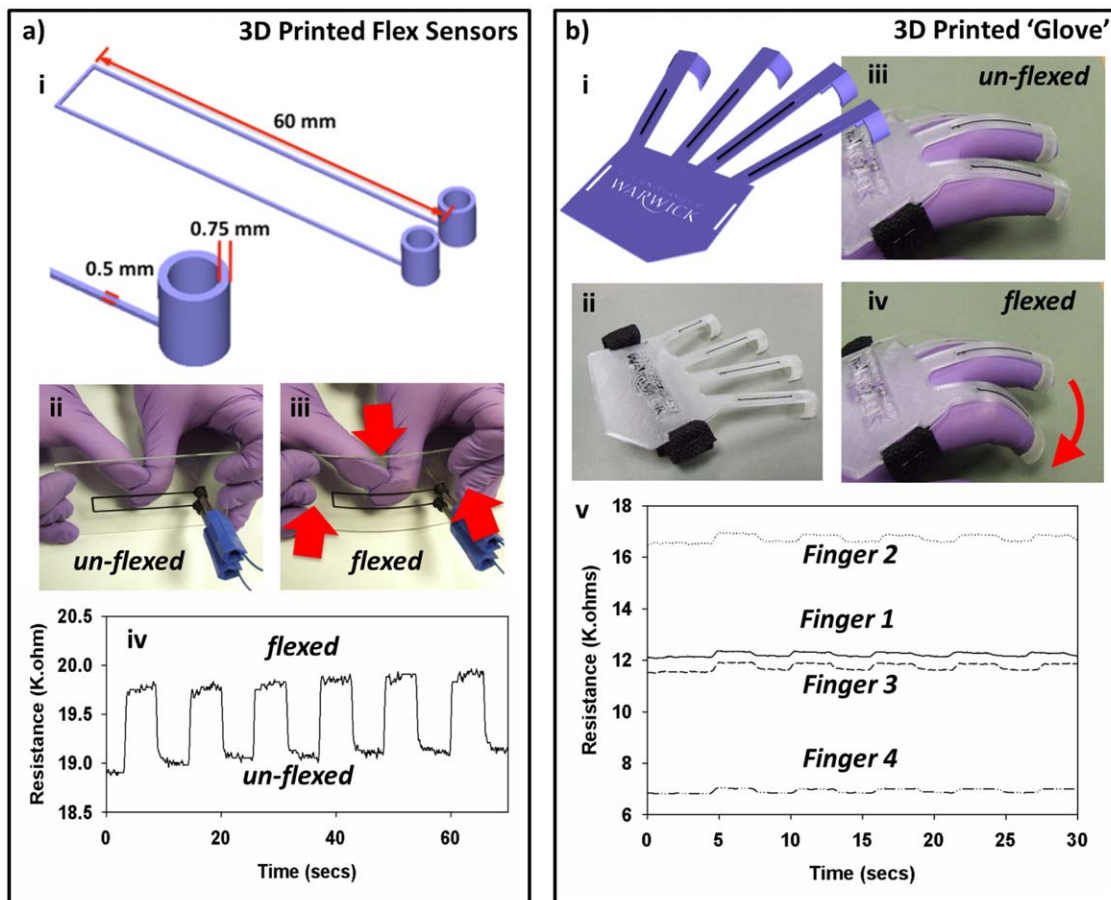 a) 3D Printed Flex Sensors
i
60 mm
0.75 mm
0.5 mm
ii
un-flexed
iii
flexed
iv
flexed
un-flexed
20.5
20.0
19.5
19.0
18.5
Resistance (K.ohm)
0 20 40 60
Time (secs)
b) 3D Printed ‘Glove’
i
WARWICK
ii
WARWICK
iii
un-flexed
iv
flexed
v
18
16
14
12
10
8
6
Resistance (K.ohms)
Finger 2
Finger 1
Finger 3
Finger 4
0 5 10 15 20 25 30
Time (secs)